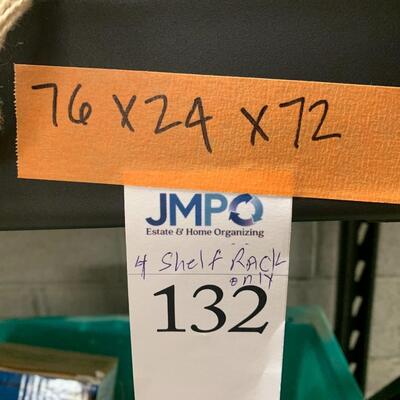 76 x 24 x 72
JMPO
Estate & Home Organizing
4 Shelf RACK
only
132